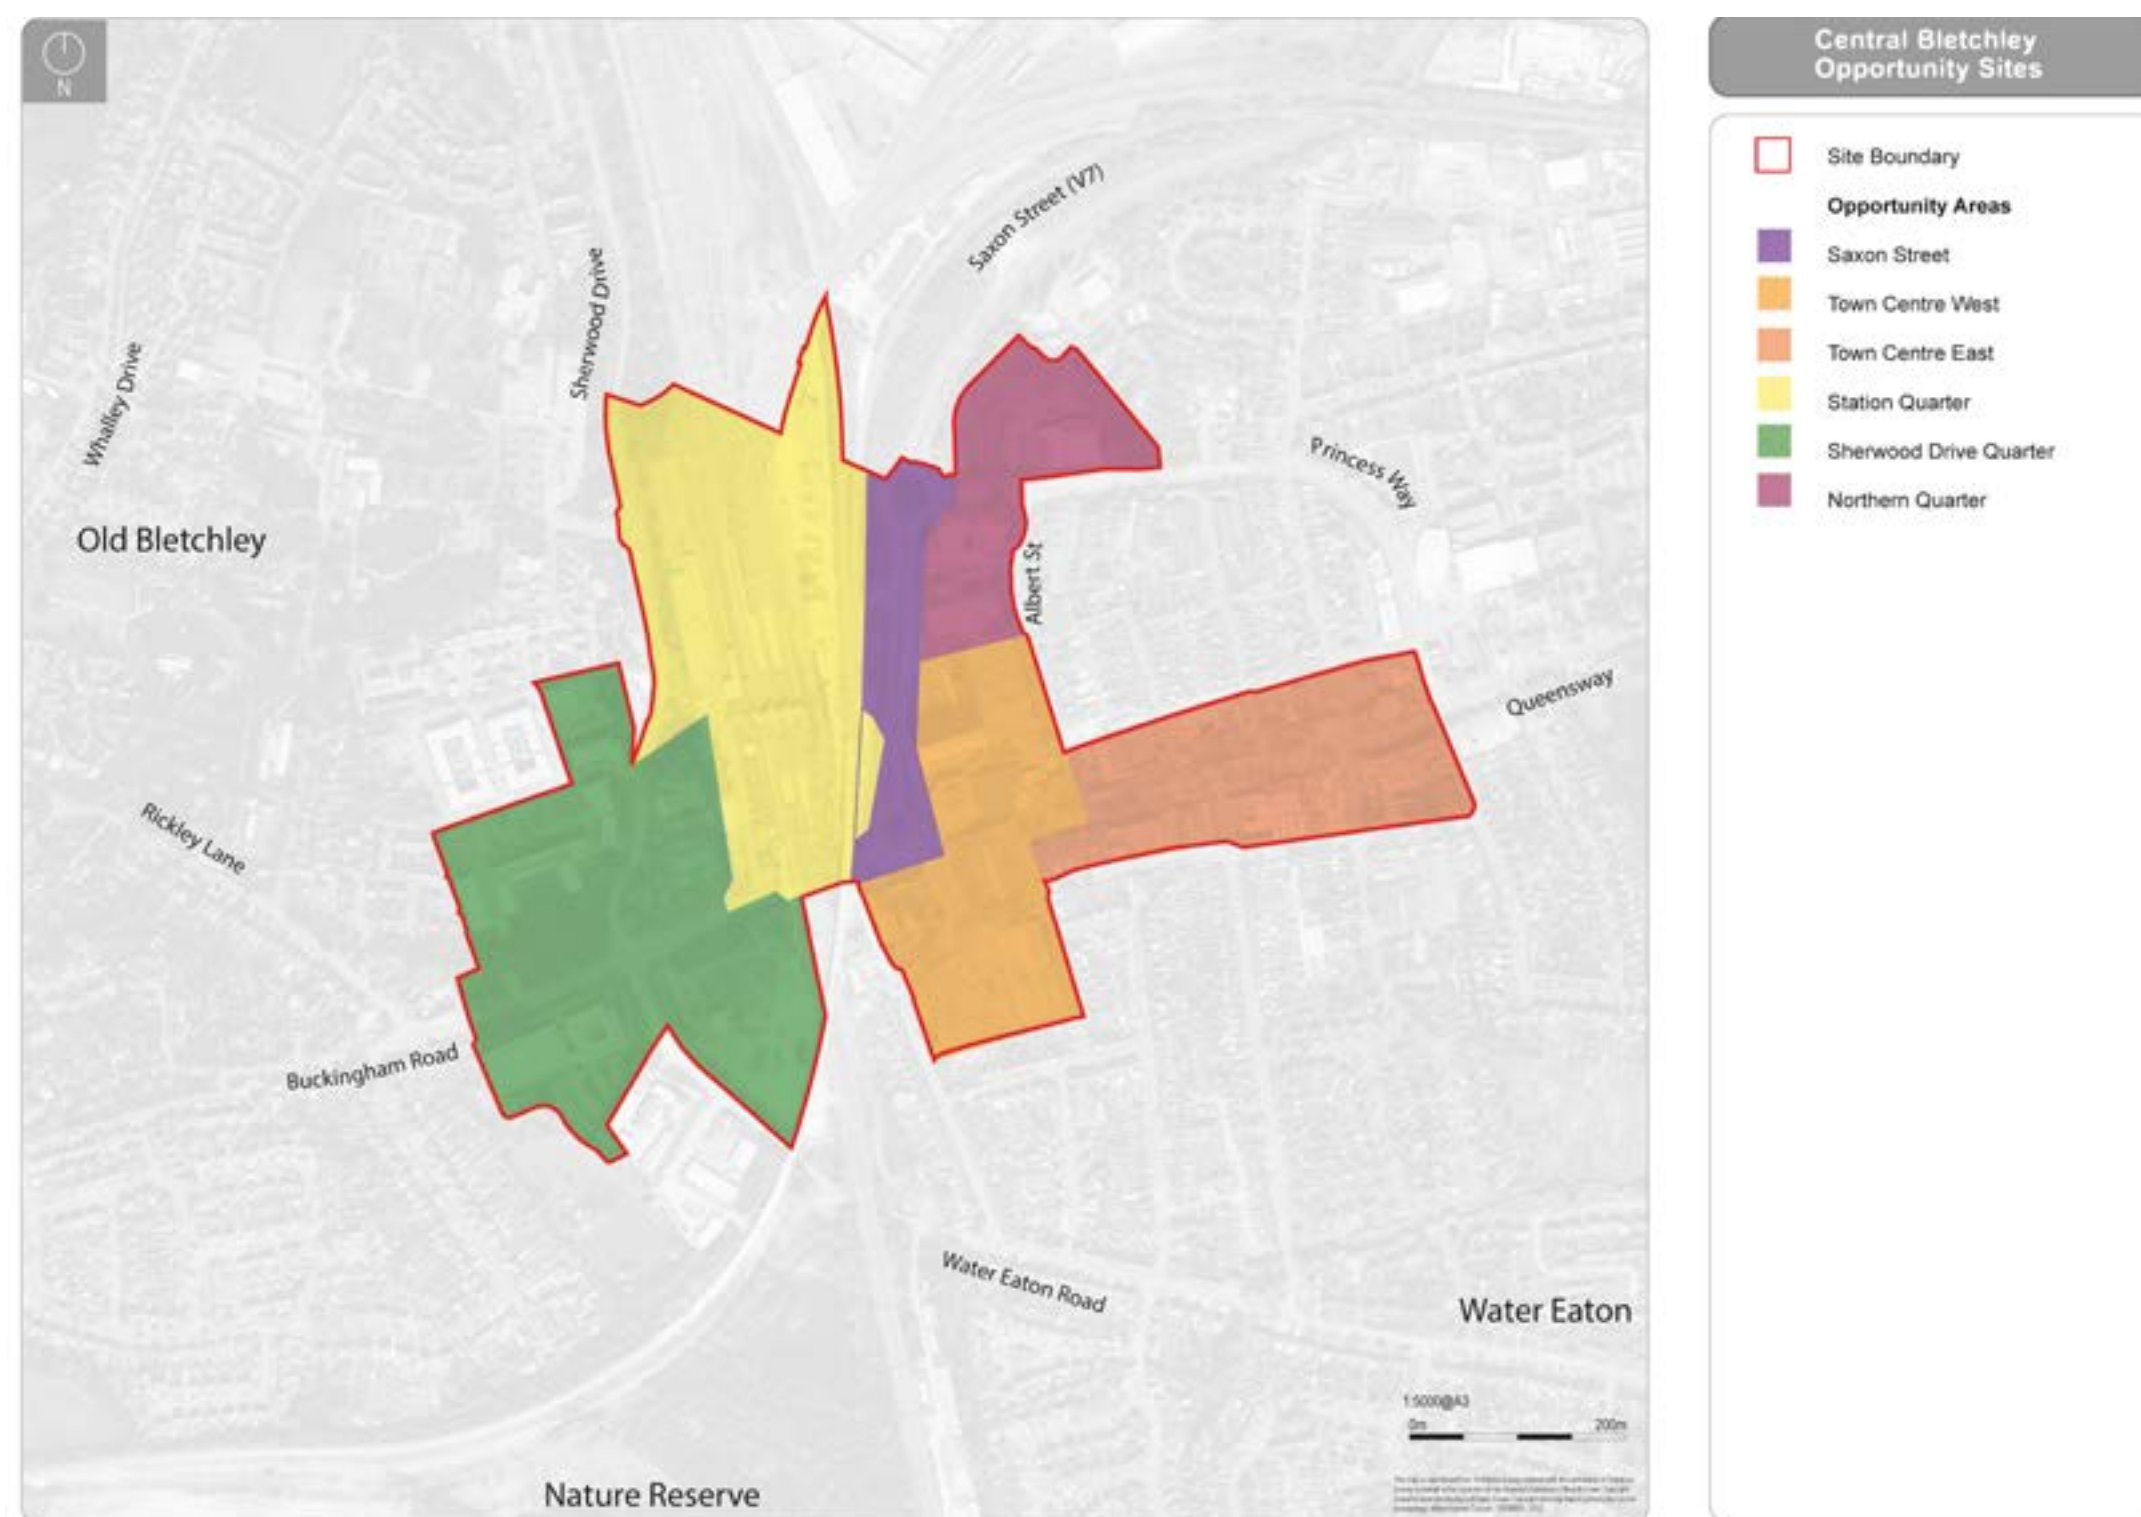 N
Saxon Street (V7)
Sherwood Drive
Whalley Drive
Princess Way
Old Bletchley
Albert St
Queensway
Rickley Lane
Buckingham Road
Water Eaton Road
Water Eaton
1:5000@A3
0m 200m
Nature Reserve
Central Bletchley
Opportunity Sites
Site Boundary
Opportunity Areas
Saxon Street
Town Centre West
Town Centre East
Station Quarter
Sherwood Drive Quarter
Northern Quarter